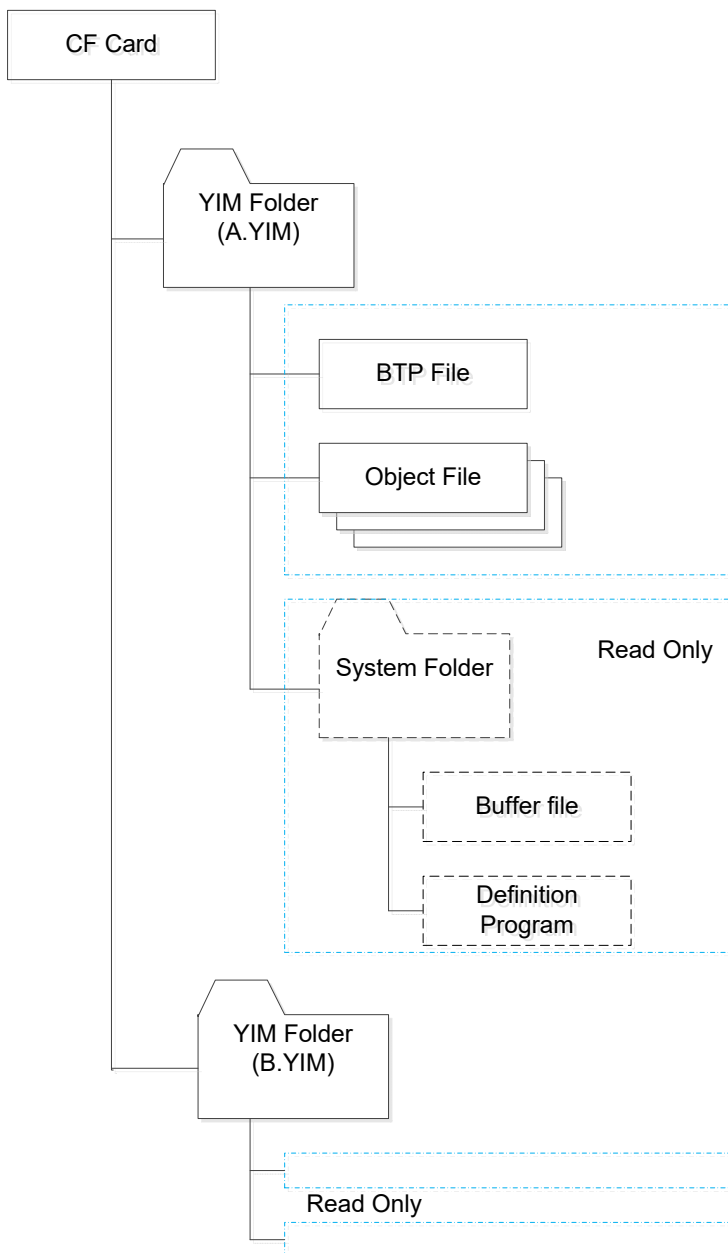 CF Card
YIM Folder
(A.YIM)
BTP File
Object File
System Folder
Read Only
Buffer file
Definition
Program
YIM Folder
(B.YIM)
Read Only